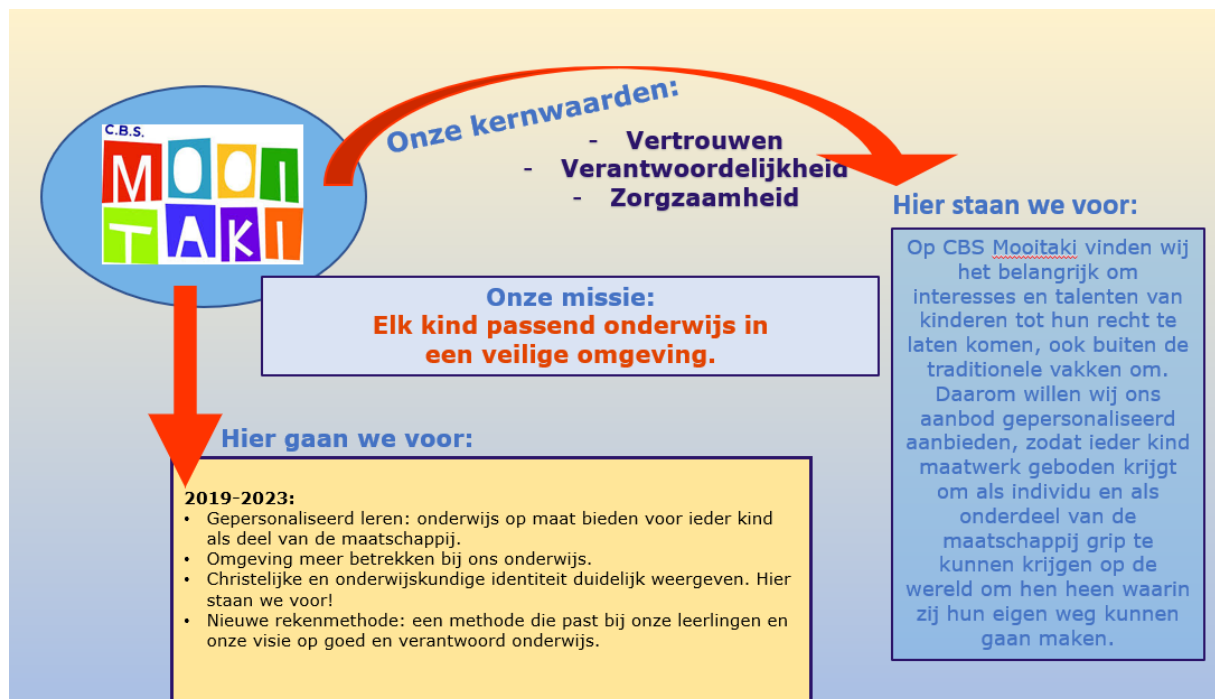 C.B.S.
MOOI
TAKI
Onze kernwaarden:
- Vertrouwen
- Verantwoordelijkheid
- Zorgzaamheid
Hier staan we voor:
Op CBS Mooitaki vinden wij
het belangrijk om
interesses en talenten van
kinderen tot hun recht te
laten komen, ook buiten de
traditionele vakken om.
Daarom willen wij ons
aanbod gepersonaliseerd
aanbieden, zodat ieder kind
maatwerk geboden krijgt
om als individu en als
onderdeel van de
maatschappij grip te
kunnen krijgen op de
wereld om hen heen waarin
zij hun eigen weg kunnen
gaan maken.
Onze missie:
Elk kind passend onderwijs in
een veilige omgeving.
Hier gaan we voor:
2019-2023:
• Gepersonaliseerd leren: onderwijs op maat bieden voor ieder kind
als deel van de maatschappij.
• Omgeving meer betrekken bij ons onderwijs.
• Christelijke en onderwijskundige identiteit duidelijk weergeven. Hier
staan we voor!
• Nieuwe rekenmethode: een methode die past bij onze leerlingen en
onze visie op goed en verantwoord onderwijs.